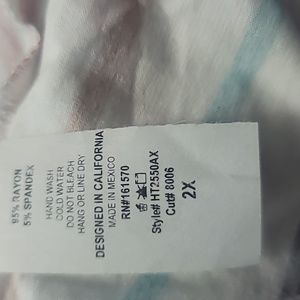 95% RAYON
5% SPANDEX
HAND WASH
COLD WATER
DO NOT BLEACH
HANG OR LINE DRY
DESIGNED IN CALIFORNIA
MADE IN MEXICO
RN#161570
Style# HT2550AX
Cut# 8006
2X